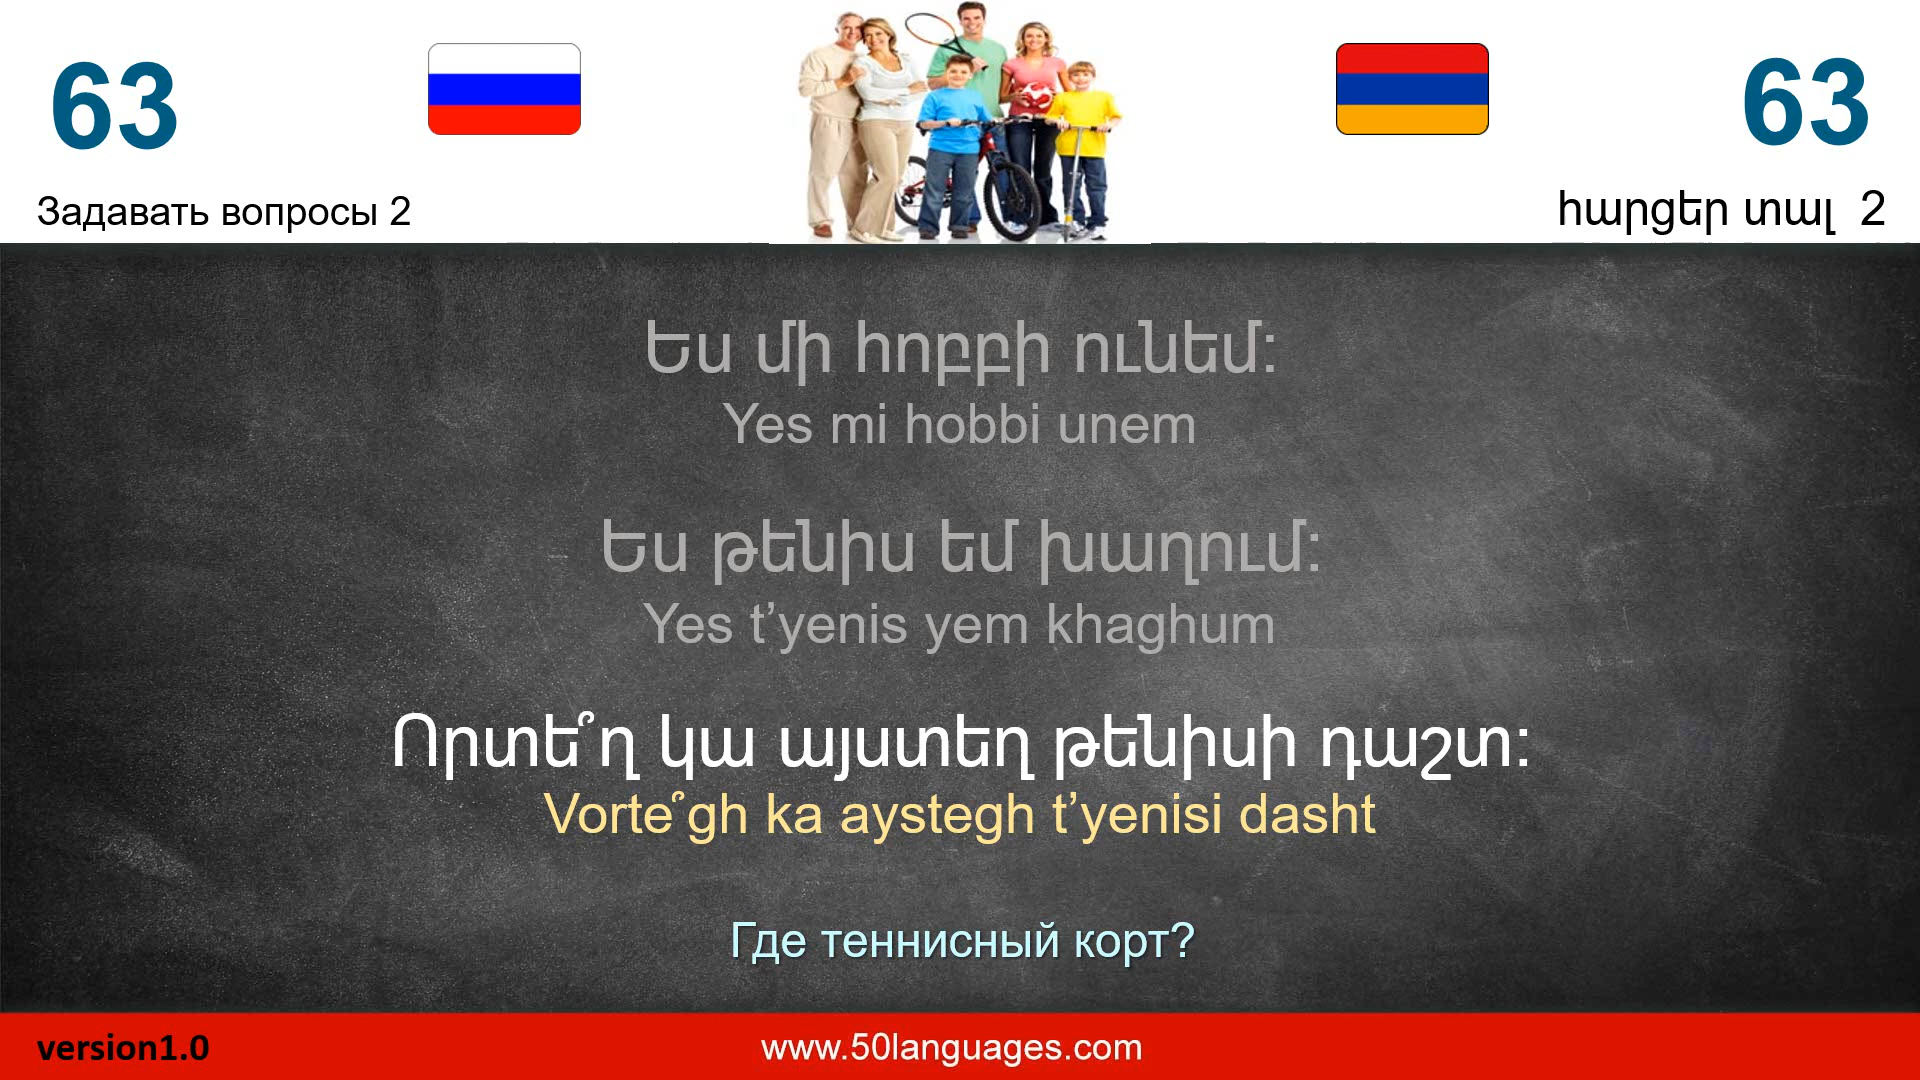 63
63
Задавать вопросы 2
հարցեր տալ 2
Ես մի հոբբի ունեմ:
Yes mi hobbi unem
Ես թենիս եմ խաղում:
Yes t’yenis yem khaghum
Որտե՞ղ կա այստեղ թենիսի դաշտ:
Vorte՞gh ka aystegh t’yenisi dasht
Где теннисный корт?
version1.0
www.50languages.com